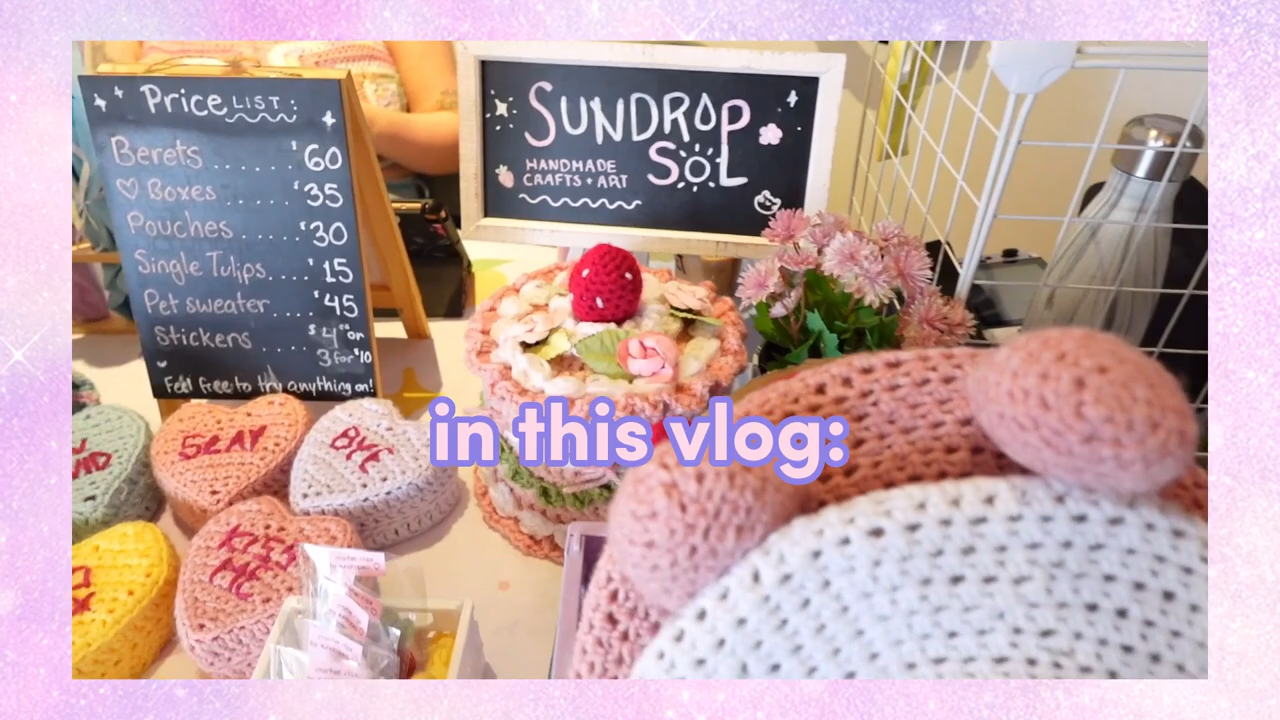 Price LIST:
Berets ...... $60
♡ Boxes ...... $35
Pouches ...... $30
Single Tulips.... $15
Pet sweater .... $45
Stickers ..... $4.00 or
3 for $10
Feel free to try anything on!
SUNDROP
SOL
HANDMADE
CRAFTS + ART
in this vlog:
SLAY
BYE
KISS
ME